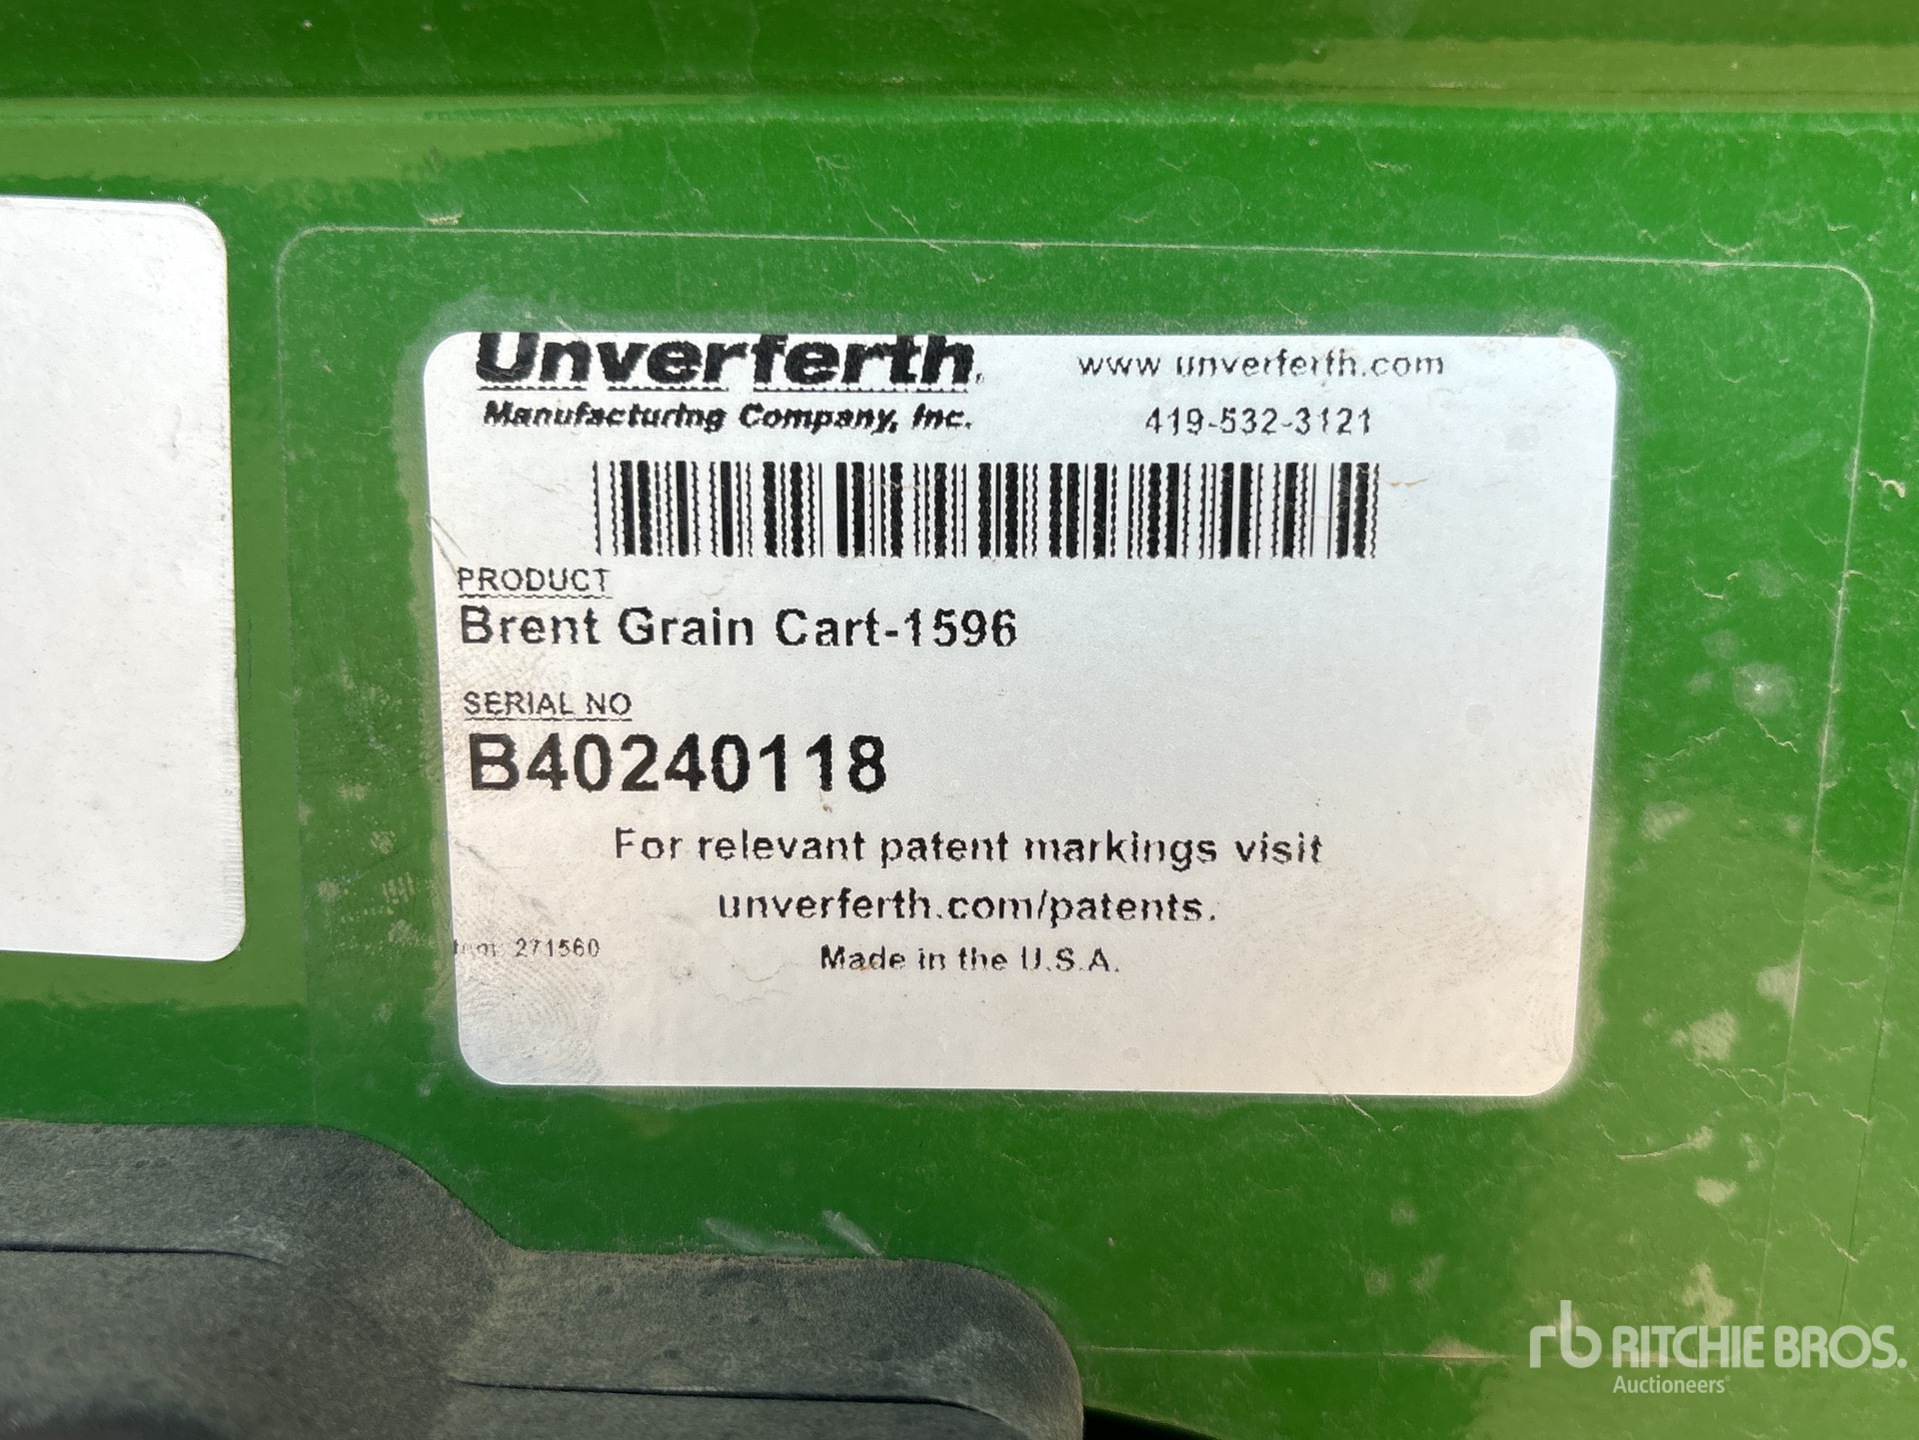 Unverferth
Manufacturing Company, Inc.
www.unverferth.com
419-532-3121
PRODUCT
Brent Grain Cart-1596
SERIAL NO
B40240118
For relevant patent markings visit
unverferth.com/patents.
271560
Made in the U.S.A.
rb RITCHIE BROS.
Auctioneers